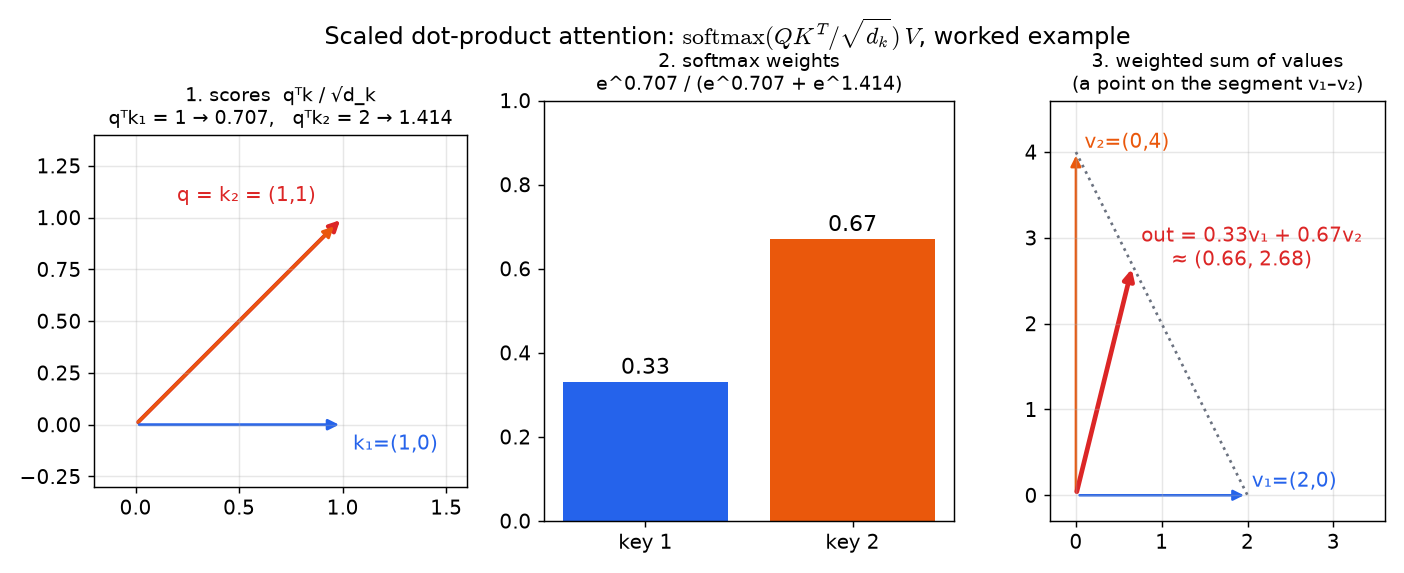 Scaled dot-product attention: softmax(QKᵀ/√dₖ) V, worked example
1. scores  qᵀk / √d_k
qᵀk₁ = 1 → 0.707,   qᵀk₂ = 2 → 1.414
1.25
1.00
0.75
0.50
0.25
0.00
−0.25
q = k₂ = (1,1)
k₁=(1,0)
0.0 0.5 1.0 1.5
2. softmax weights
e^0.707 / (e^0.707 + e^1.414)
1.0
0.8
0.6
0.4
0.2
0.0
0.33
0.67
key 1 key 2
3. weighted sum of values
(a point on the segment v₁–v₂)
4
3
2
1
0
v₂=(0,4)
out = 0.33v₁ + 0.67v₂
≈ (0.66, 2.68)
v₁=(2,0)
0 1 2 3